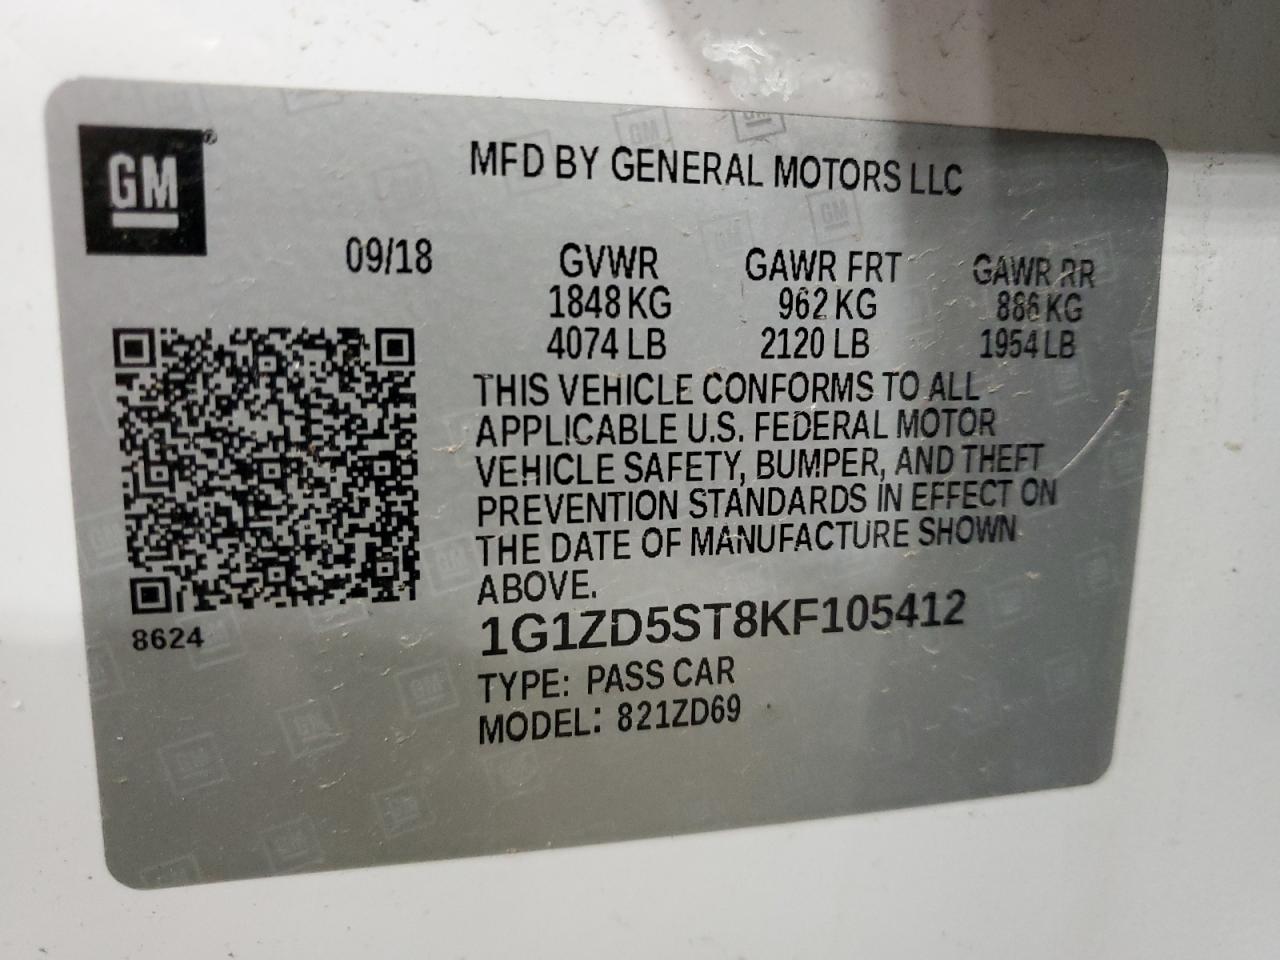 GM®
MFD BY GENERAL MOTORS LLC
09/18
GVWR GAWR FRT GAWR RR
1848 KG 962 KG 886 KG
4074 LB 2120 LB 1954 LB
THIS VEHICLE CONFORMS TO ALL
APPLICABLE U.S. FEDERAL MOTOR
VEHICLE SAFETY, BUMPER, AND THEFT
PREVENTION STANDARDS IN EFFECT ON
THE DATE OF MANUFACTURE SHOWN
ABOVE.
8624
1G1ZD5ST8KF105412
TYPE: PASS CAR
MODEL: 821ZD69